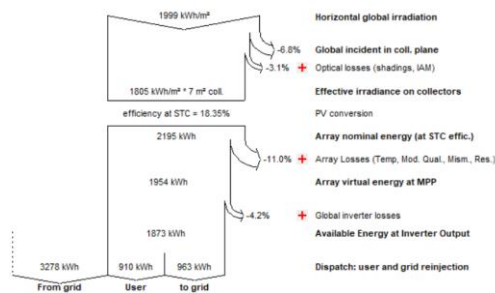 1999 kWh/m² Horizontal global irradiation
-6.8% Global incident in coll. plane
-3.1% + Optical losses (shadings, IAM)
1805 kWh/m² * 7 m² coll. Effective irradiance on collectors
efficiency at STC = 18.35% PV conversion
2195 kWh Array nominal energy (at STC effic.)
-11.0% + Array Losses (Temp, Mod. Qual., Mism., Res.)
1954 kWh Array virtual energy at MPP
-4.2% + Global inverter losses
1873 kWh Available Energy at Inverter Output
3278 kWh 910 kWh 963 kWh Dispatch: user and grid reinjection
From grid User to grid